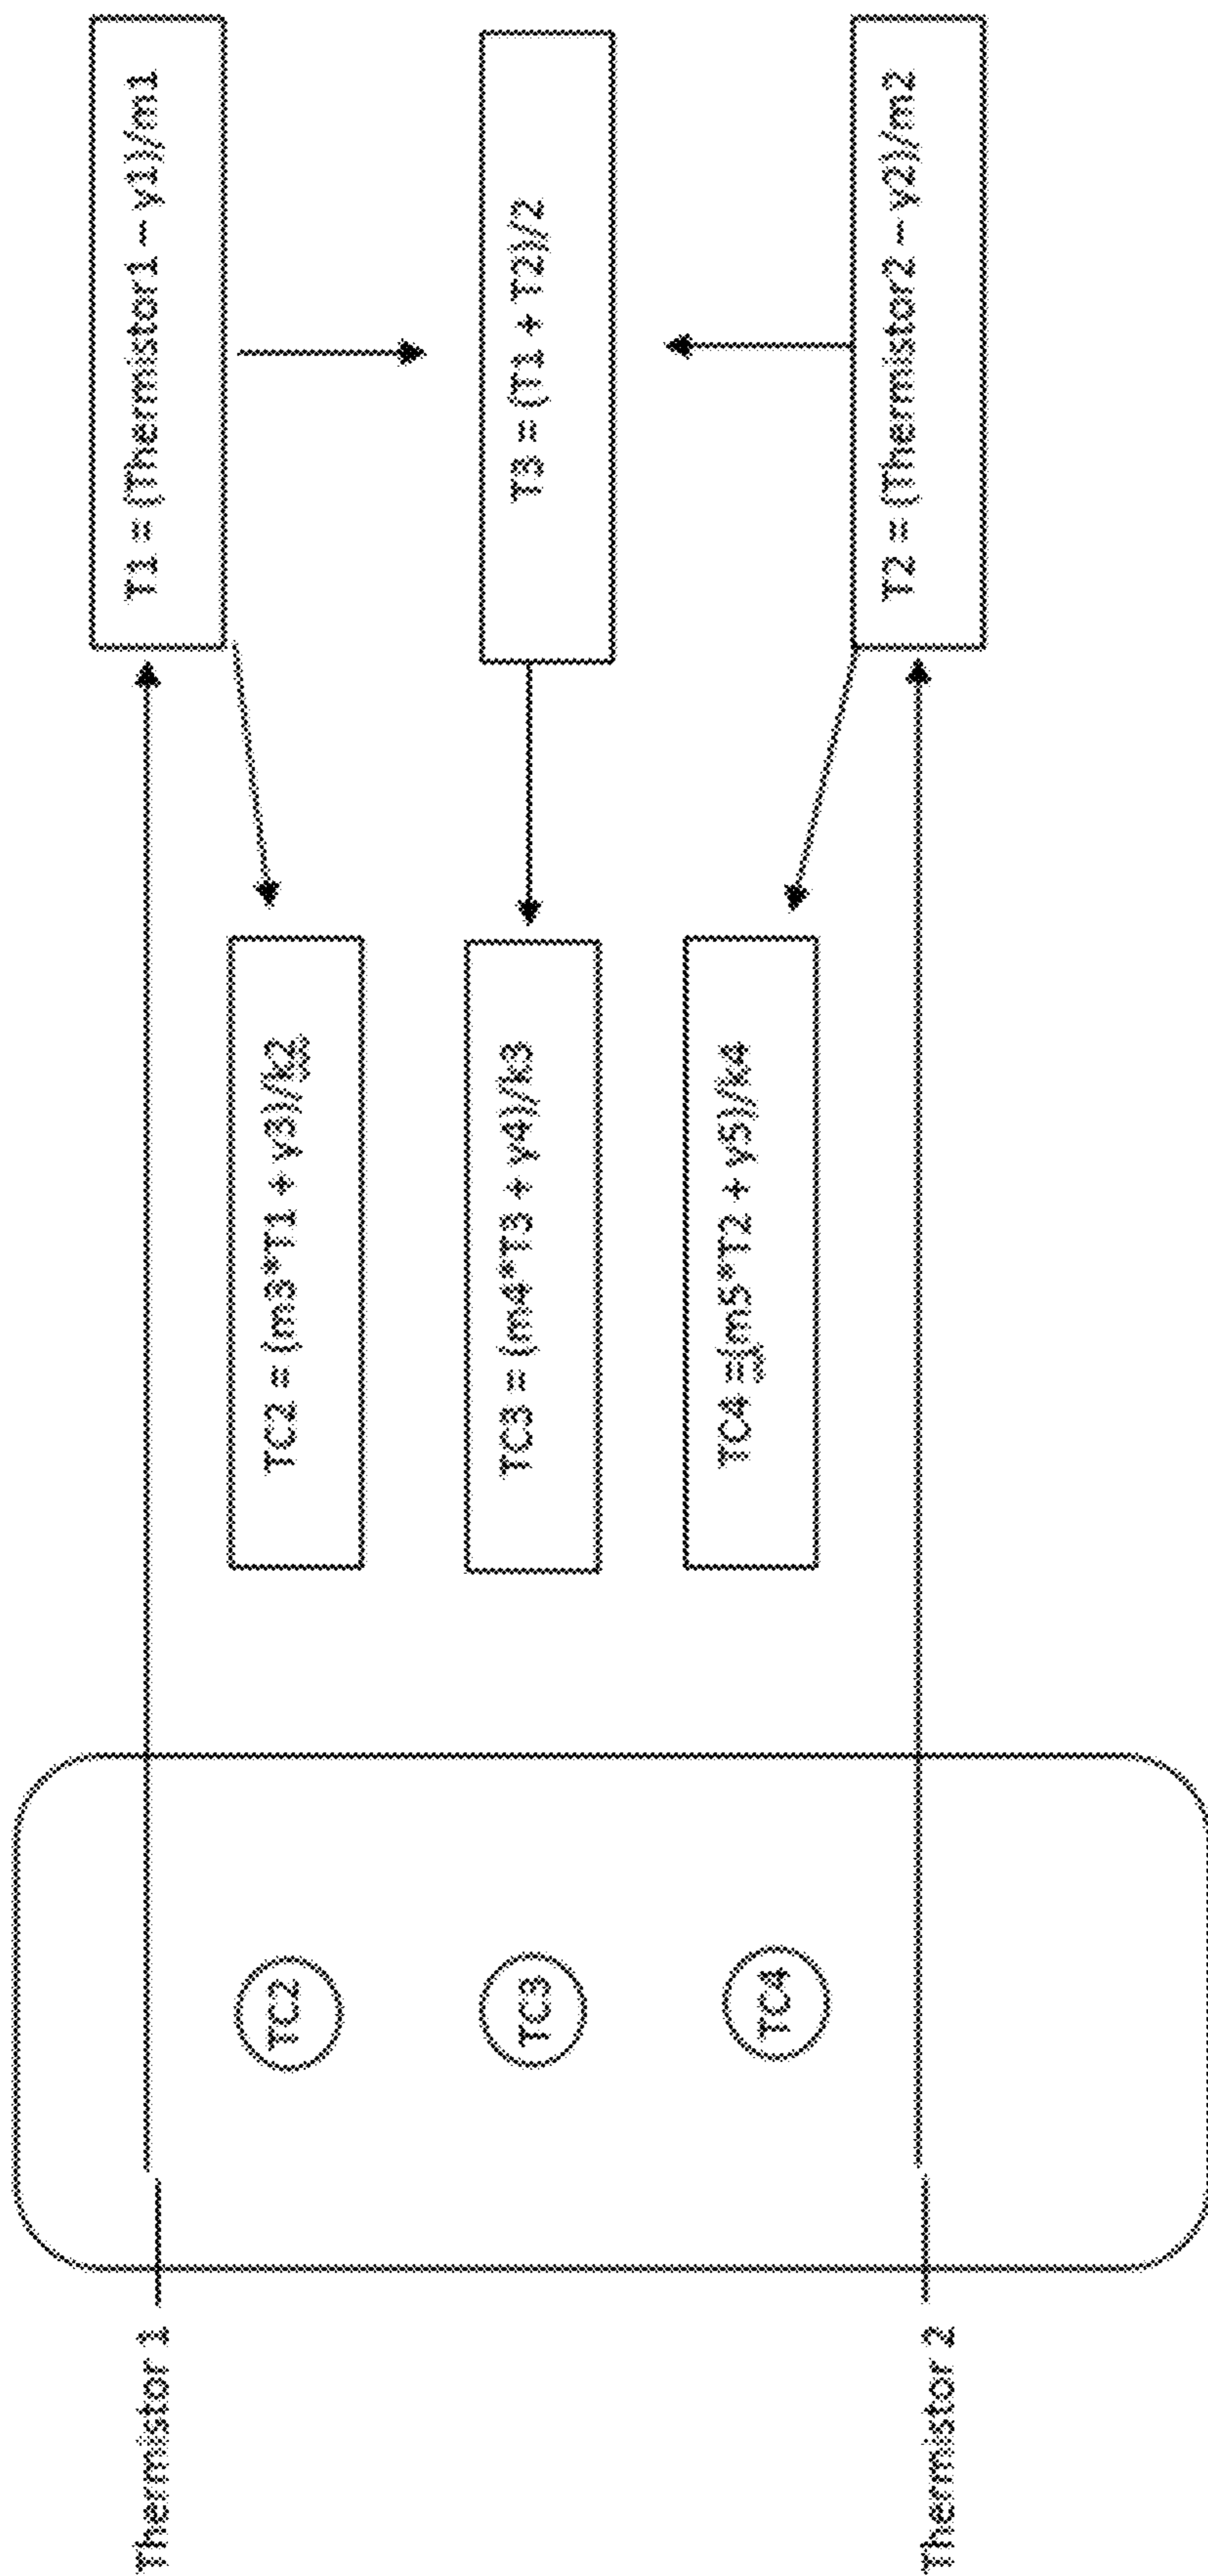 Thermistor 1
T1 = (Thermistor1 – y1)/m1
TC2
TC2 = (m3*T1 + y3)/k2
TC3
TC3 = (m4*T3 + y4)/k3
T3 = (T1 + T2)/2
TC4
TC4 =(m5*T2 + y5)/k4
Thermistor 2
T2 = (Thermistor2 – y2)/m2